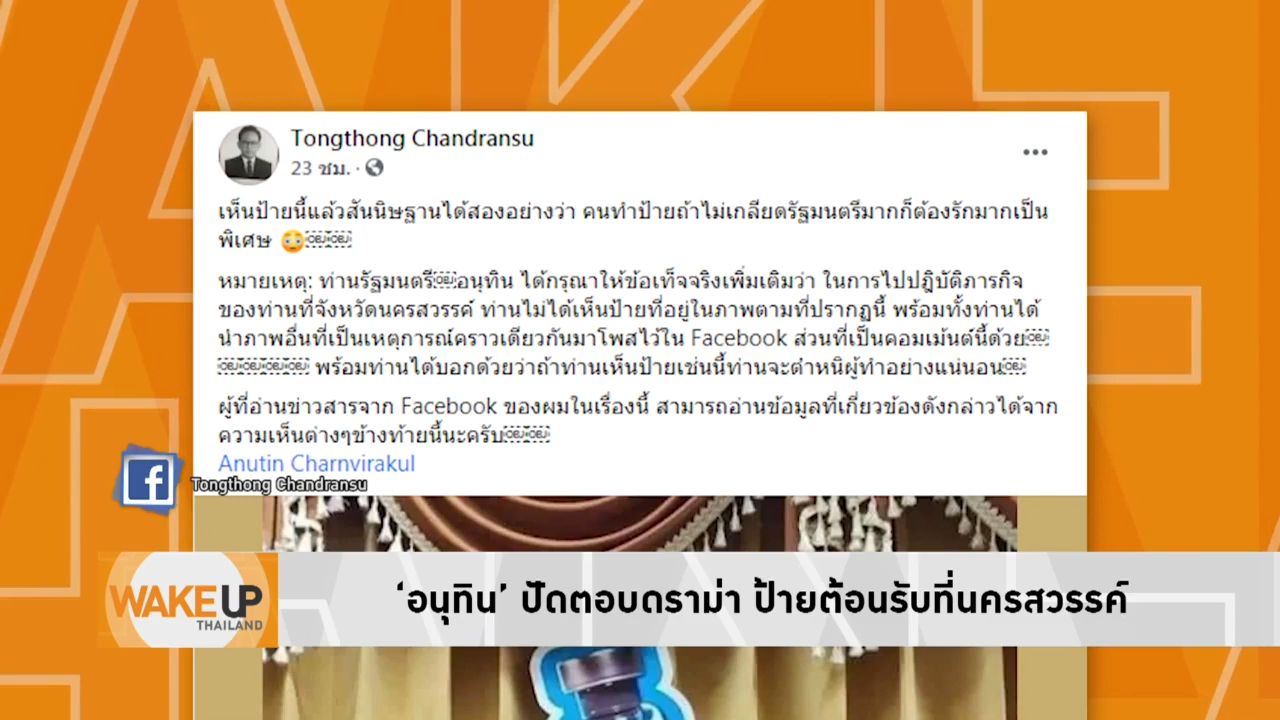 Tongthong Chandransu
23 ชม. ·
เห็นป้ายนี้แล้วสันนิษฐานได้สองอย่างว่า คนทำป้ายถ้าไม่เกลียดรัฐมนตรีมากก็ต้องรักมากเป็น
พิเศษ 😳￼￼
หมายเหตุ: ท่านรัฐมนตรี￼อนุทิน ได้กรุณาให้ข้อเท็จจริงเพิ่มเติมว่า ในการไปปฏิบัติภารกิจ
ของท่านที่จังหวัดนครสวรรค์ ท่านไม่ได้เห็นป้ายที่อยู่ในภาพตามที่ปรากฏนี้ พร้อมทั้งท่านได้
นำภาพอื่นที่เป็นเหตุการณ์คราวเดียวกันมาโพสไว้ใน Facebook ส่วนที่เป็นคอมเม้นต์นี้ด้วย￼
￼￼￼￼ พร้อมท่านได้บอกด้วยว่าถ้าท่านเห็นป้ายเช่นนี้ท่านจะตำหนิผู้ทำอย่างแน่นอน￼
ผู้ที่อ่านข่าวสารจาก Facebook ของผมในเรื่องนี้ สามารถอ่านข้อมูลที่เกี่ยวข้องดังกล่าวได้จาก
ความเห็นต่างๆข้างท้ายนี้นะครับ￼￼
Anutin Charnvirakul
Tongthong Chandransu
WAKE UP
THAILAND
‘อนุทิน’ ปัดตอบดราม่า ป้ายต้อนรับที่นครสวรรค์